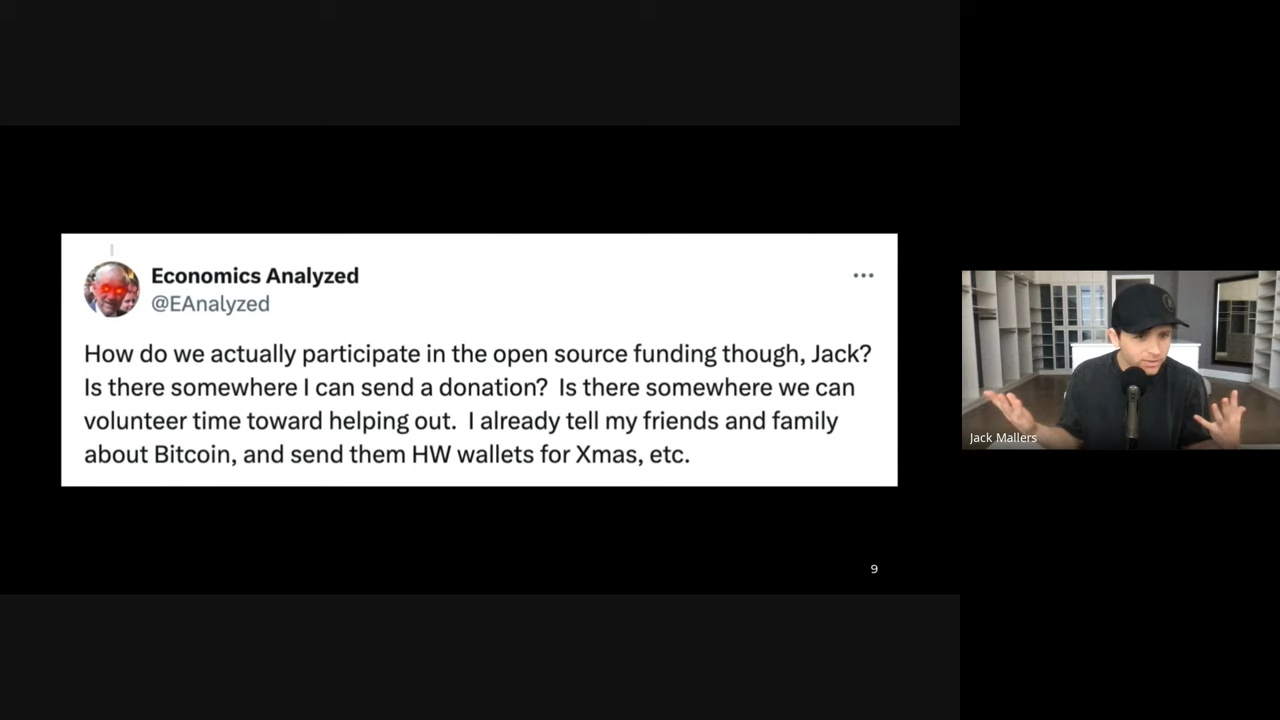 Economics Analyzed
@EAnalyzed
How do we actually participate in the open source funding though, Jack?
Is there somewhere I can send a donation?  Is there somewhere we can
volunteer time toward helping out.  I already tell my friends and family
about Bitcoin, and send them HW wallets for Xmas, etc.
Jack Mallers
9